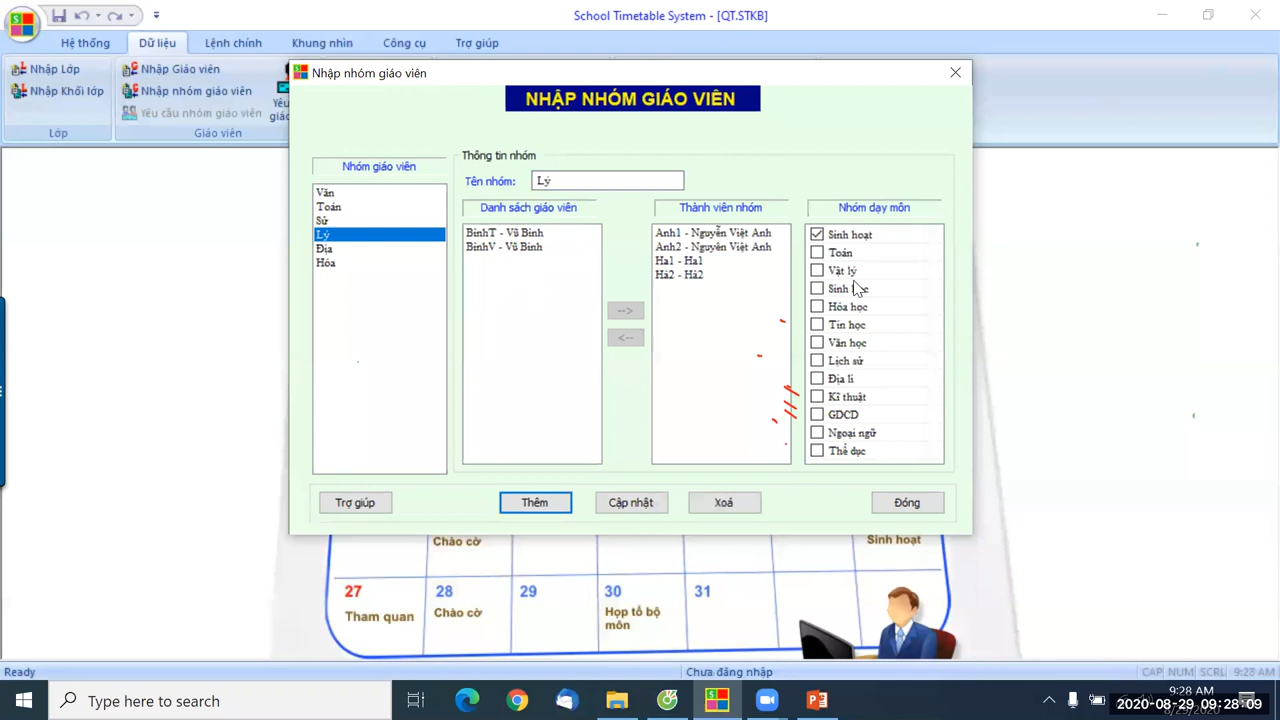 School Timetable System - [QT.STKB]
Hệ thống
Dữ liệu
Lệnh chính
Khung nhìn
Công cụ
Trợ giúp
Nhập Lớp
Nhập Khối lớp
Lớp
Nhập Giáo viên
Nhập nhóm giáo viên
Yêu cầu nhóm giáo viên
Giáo viên
Nhập nhóm giáo viên
NHẬP NHÓM GIÁO VIÊN
Nhóm giáo viên
Văn
Toán
Sử
Lý
Địa
Hóa
Thông tin nhóm
Tên nhóm:
Lý
Danh sách giáo viên
BinhT - Vũ Bình
BinhV - Vũ Bình
-->
<--
Thành viên nhóm
Anh1 - Nguyễn Việt Anh
Anh2 - Nguyễn Việt Anh
Ha1 - Ha1
Hà2 - Hà2
Nhóm dạy môn
Sinh hoạt
Toán
Vật lý
Sinh học
Hóa học
Tin học
Văn học
Lịch sử
Địa lí
Kĩ thuật
GDCD
Ngoại ngữ
Thể dục
Trợ giúp
Thêm
Cập nhật
Xoá
Đóng
Chào cờ
Sinh hoạt
27
28
29
30
31
Tham quan
Chào cờ
Họp tổ bộ
môn
Ready
Chưa đăng nhập
CAP NUM SCRL 9:28 AM
Type here to search
9:28 AM
2020-08-29 09:28:09